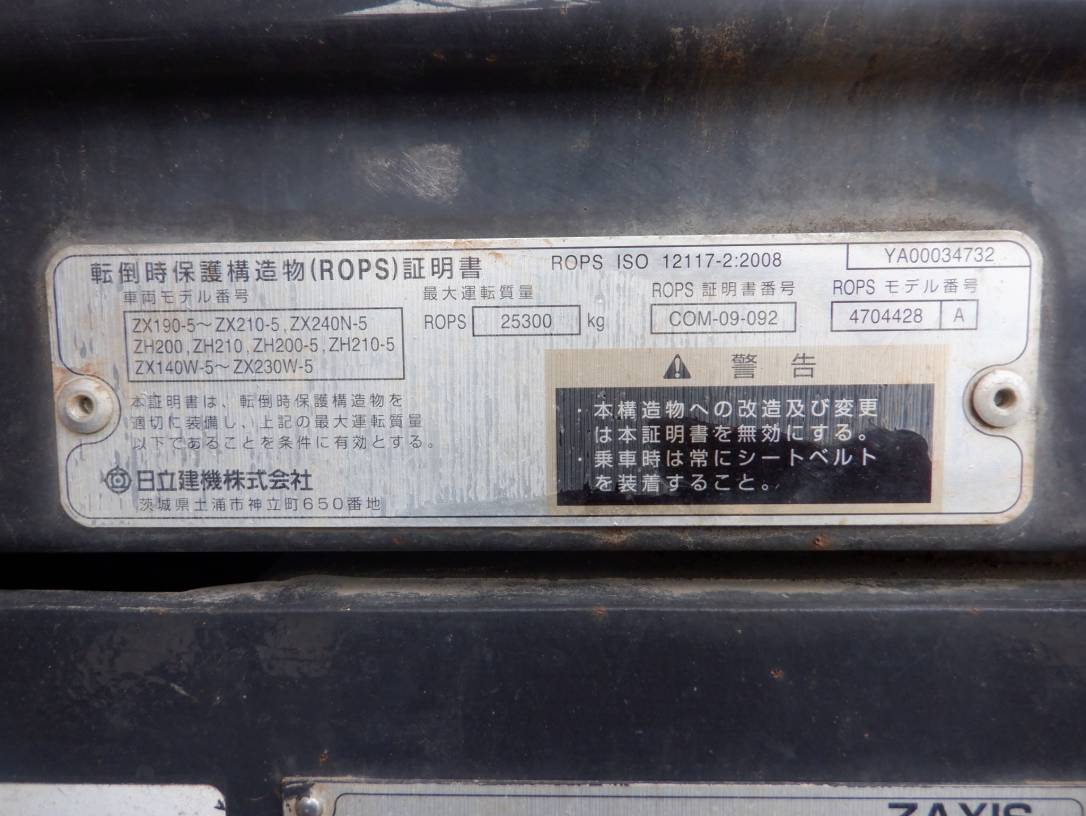 転倒時保護構造物(ROPS)証明書
ROPS ISO 12117-2:2008
YA00034732
車両モデル番号
ZX190-5～ZX210-5, ZX240N-5
ZH200, ZH210, ZH200-5, ZH210-5
ZX140W-5～ZX230W-5
最大運転質量
ROPS 25300 kg
ROPS 証明書番号
COM-09-092
ROPS モデル番号
4704428 A
本証明書は、転倒時保護構造物を
適切に装備し、上記の最大運転質量
以下であることを条件に有効とする。
日立建機株式会社
茨城県土浦市神立町650番地
警告
・本構造物への改造及び変更
は本証明書を無効にする。
・乗車時は常にシートベルト
を装着すること。
ZAXIS